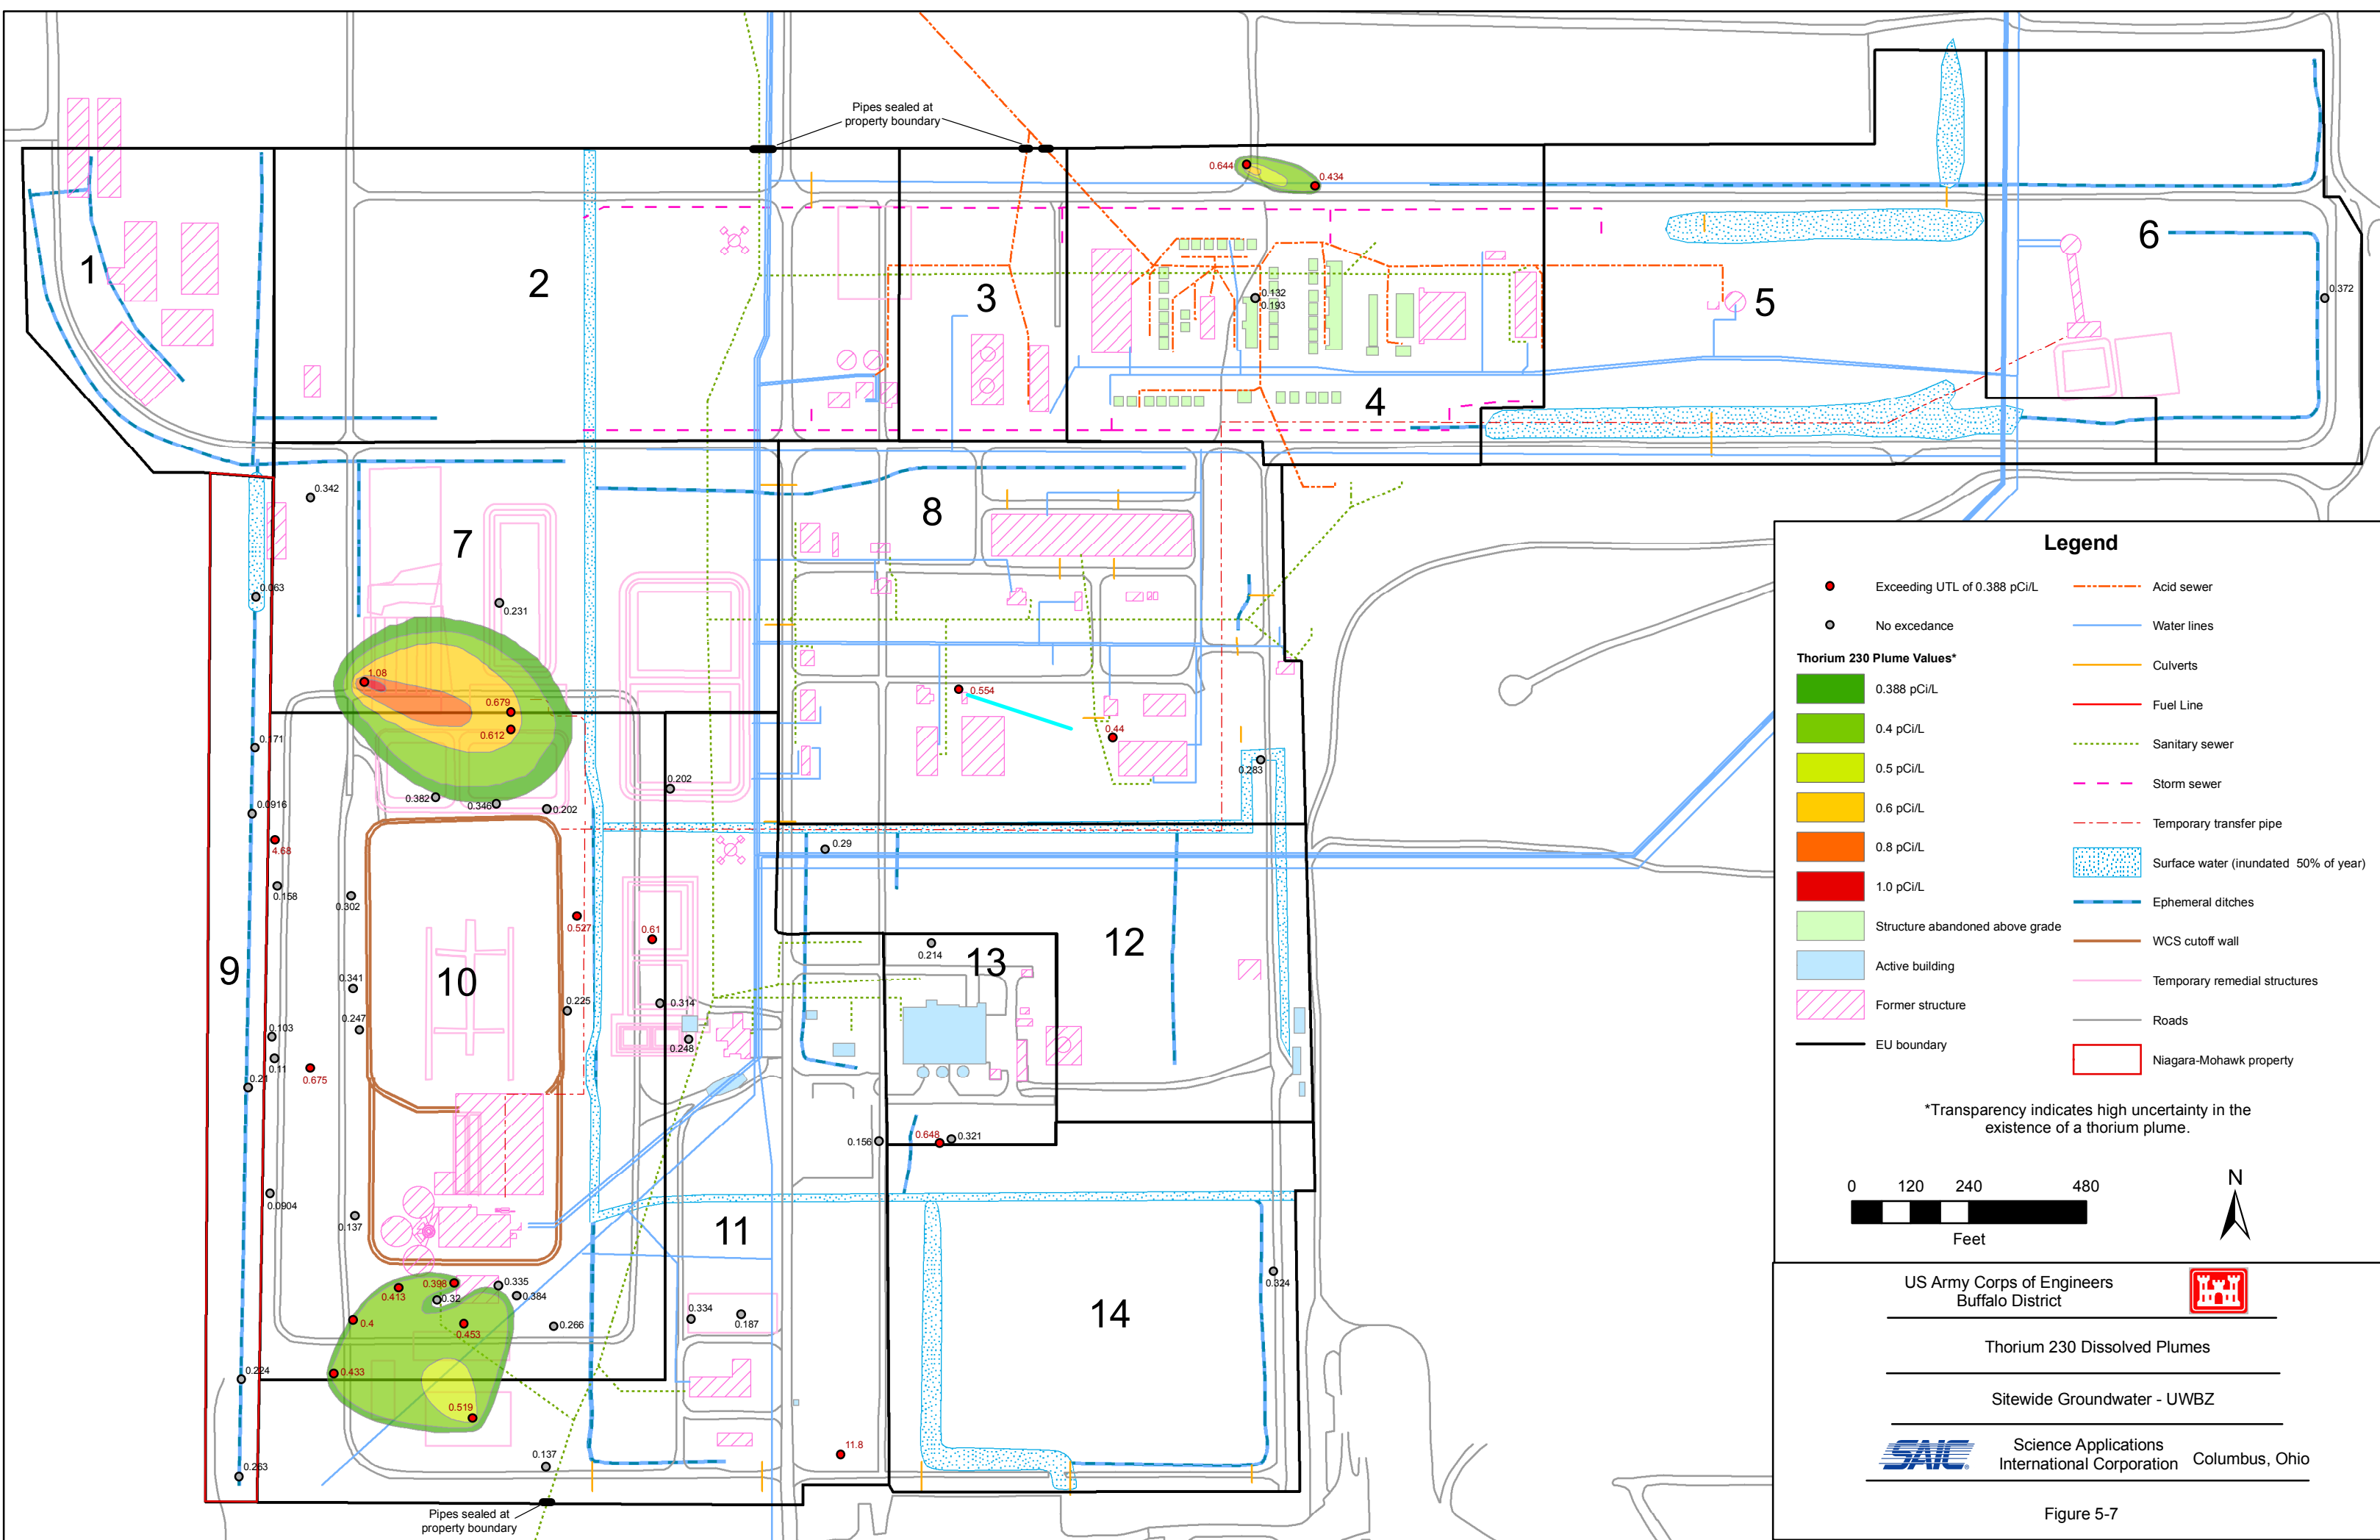 Pipes sealed at
property boundary
0.644
0.434
1
2
3
0.132
0.193
4
5
6
0.372
0.342
7
8
0.063
0.231
1.08
0.679
0.612
0.554
0.44
0.171
0.283
0.202
0.382
0.346
0.202
0.0916
4.68
0.29
0.158
0.302
0.527
0.61
0.214
13
12
9
10
0.341
0.225
0.314
0.247
0.103
0.248
0.11
0.675
0.21
0.156
0.648
0.321
0.0904
0.137
11
0.324
0.398
0.335
0.413
0.32
0.384
0.334
0.187
14
0.4
0.453
0.266
0.224
0.433
0.519
11.8
0.137
0.263
Pipes sealed at
property boundary
Legend
Exceeding UTL of 0.388 pCi/L
No excedance
Thorium 230 Plume Values*
0.388 pCi/L
0.4 pCi/L
0.5 pCi/L
0.6 pCi/L
0.8 pCi/L
1.0 pCi/L
Structure abandoned above grade
Active building
Former structure
EU boundary
Acid sewer
Water lines
Culverts
Fuel Line
Sanitary sewer
Storm sewer
Temporary transfer pipe
Surface water (inundated 50% of year)
Ephemeral ditches
WCS cutoff wall
Temporary remedial structures
Roads
Niagara-Mohawk property
*Transparency indicates high uncertainty in the
existence of a thorium plume.
0 120 240 480
Feet
N
US Army Corps of Engineers
Buffalo District
Thorium 230 Dissolved Plumes
Sitewide Groundwater - UWBZ
SAIC
Science Applications
International Corporation
Columbus, Ohio
Figure 5-7